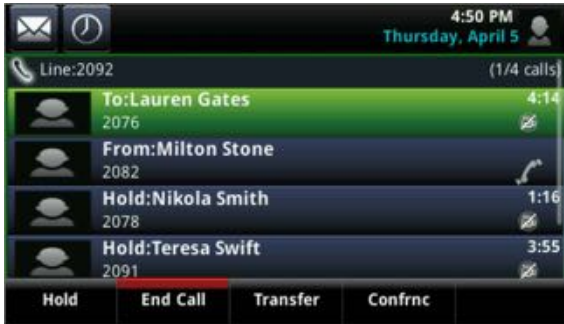 4:50 PM
Thursday, April 5
Line:2092 (1/4 calls)
To:Lauren Gates 4:14
2076
From:Milton Stone
2082
Hold:Nikola Smith 1:16
2078
Hold:Teresa Swift 3:55
2091
Hold End Call Transfer Confrnc